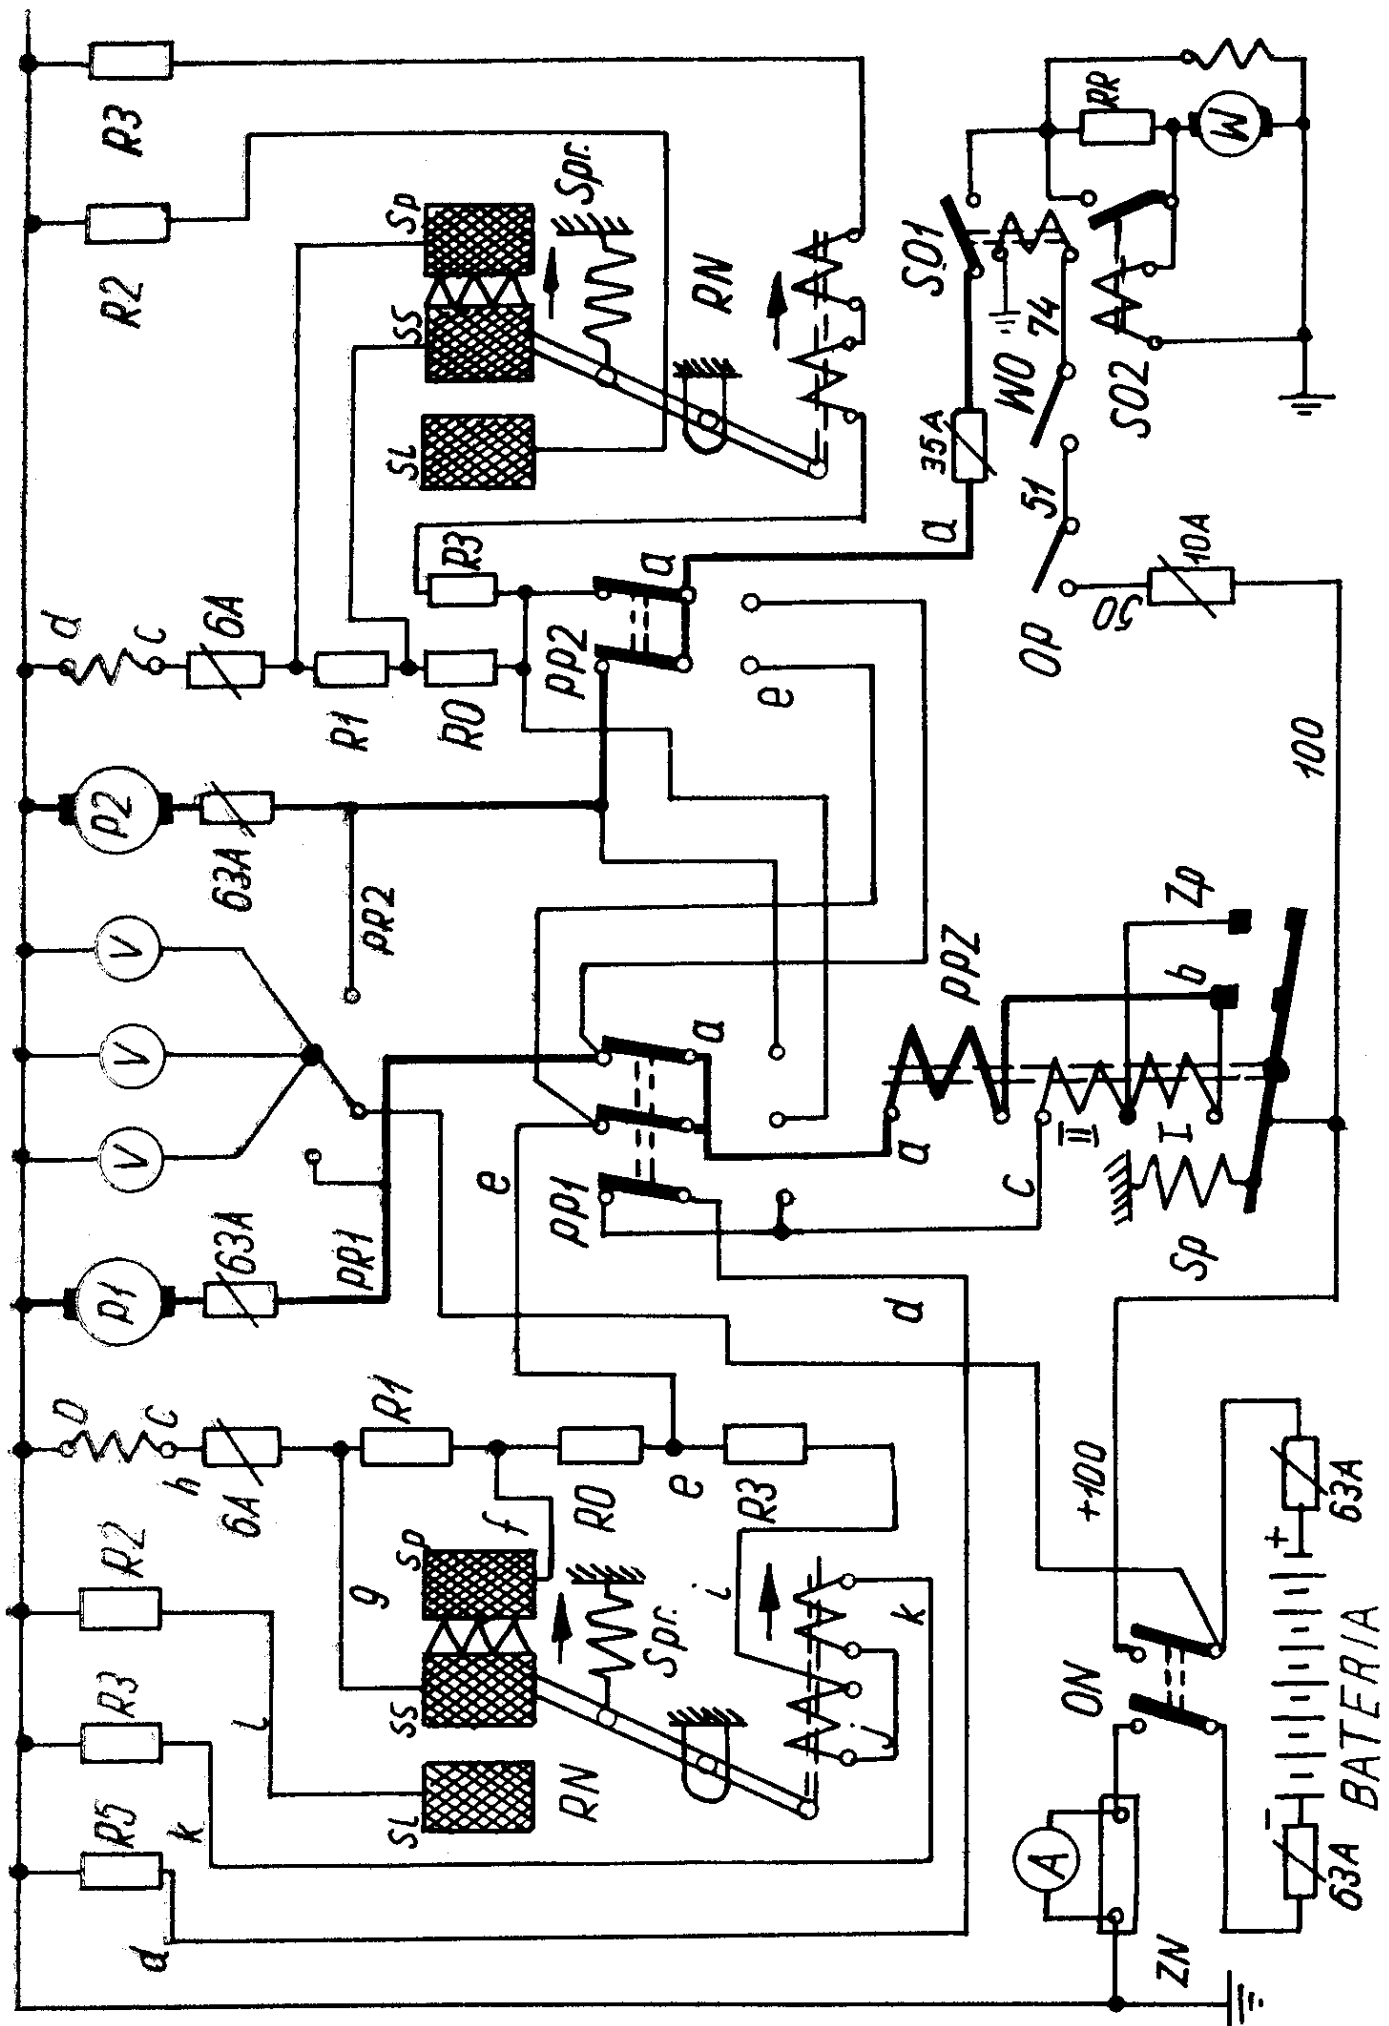 R5
R3
R2
D
C
h
6A
P1
63A
V
V
V
P2
63A
d
C
6A
R2
R3
d
k
l
g
SL
SS
Sp
f
R1
R0
e
R3
RN
Spr.
i
j
k
e
PR1
PR2
R1
R0
R3
SL
SS
Sp
Spr.
RN
PP1
a
PP2
a
e
d
a
PPZ
c
II
I
b
Zp
Sp
a
35A
SO1
RR
M
WO
74
SO2
51
Op
50
10A
100
+100
ON
A
ZN
63A
-
+
63A
BATERIA